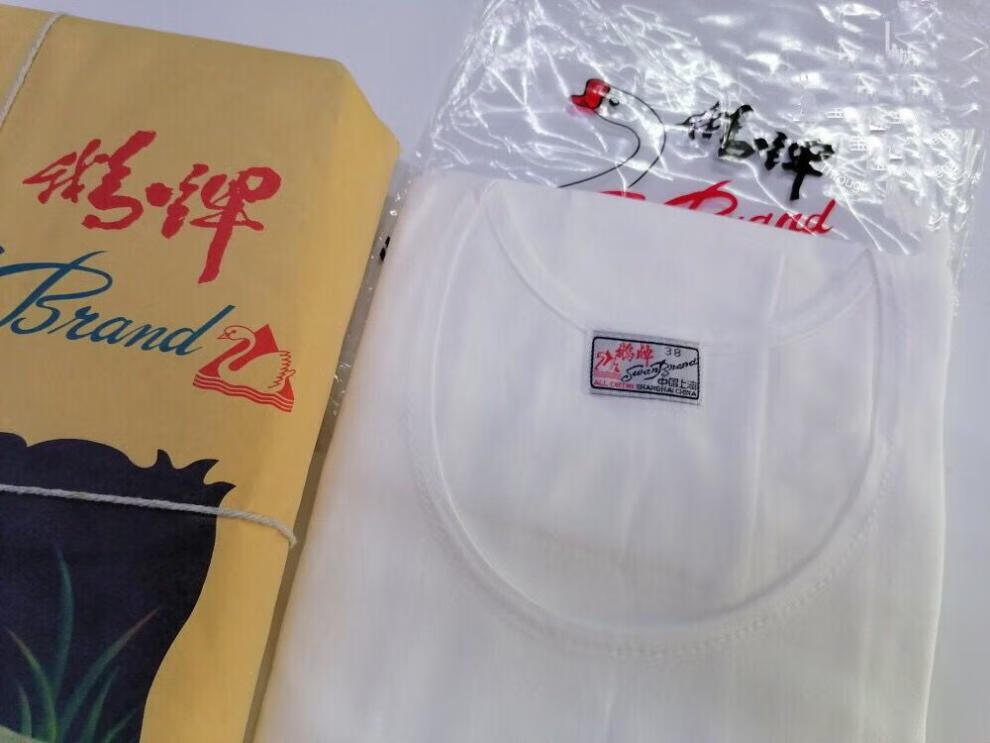 鹅牌
Brand
鹅牌
Brand
鹅牌 38
Swan Brand
中国上海
ALL COTTON SHANGHAI CHINA